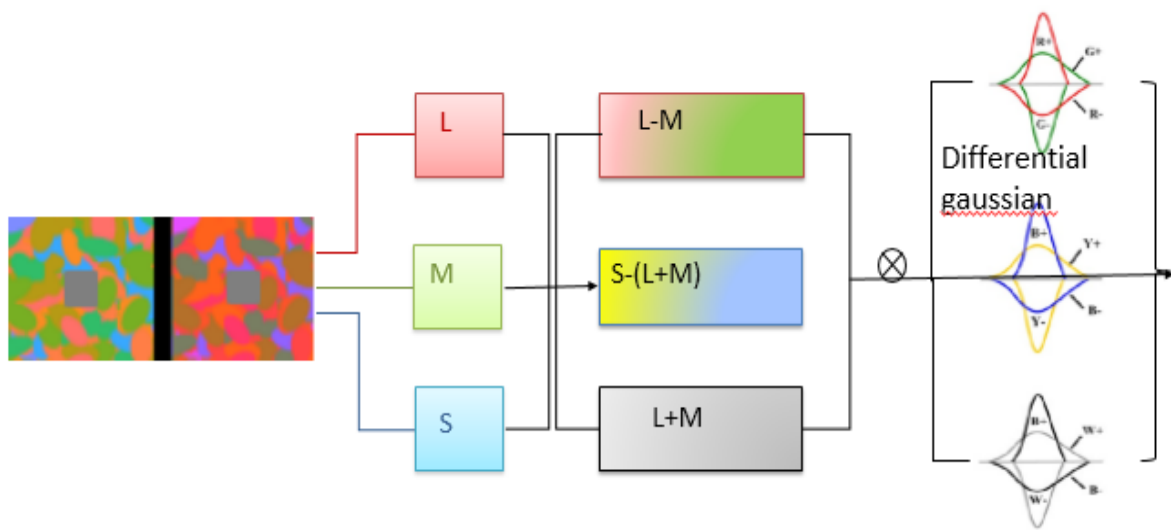 L
M
S
L-M
S-(L+M)
L+M
R+
G+
G-
R-
Differential
gaussian
B+
Y+
Y-
B-
B+
W+
W-
B-